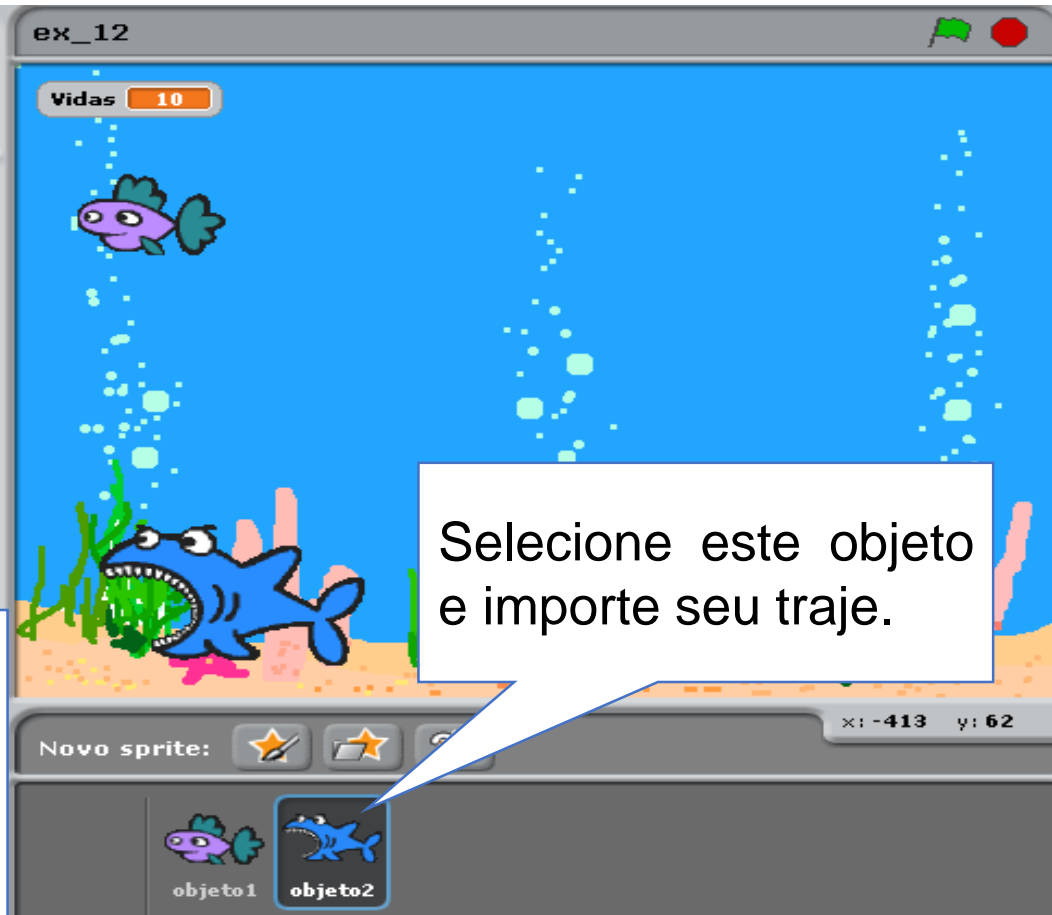 ex_12
Vidas 10
Selecione este objeto
e importe seu traje.
x: -413 y: 62
Novo sprite:
objeto1 objeto2